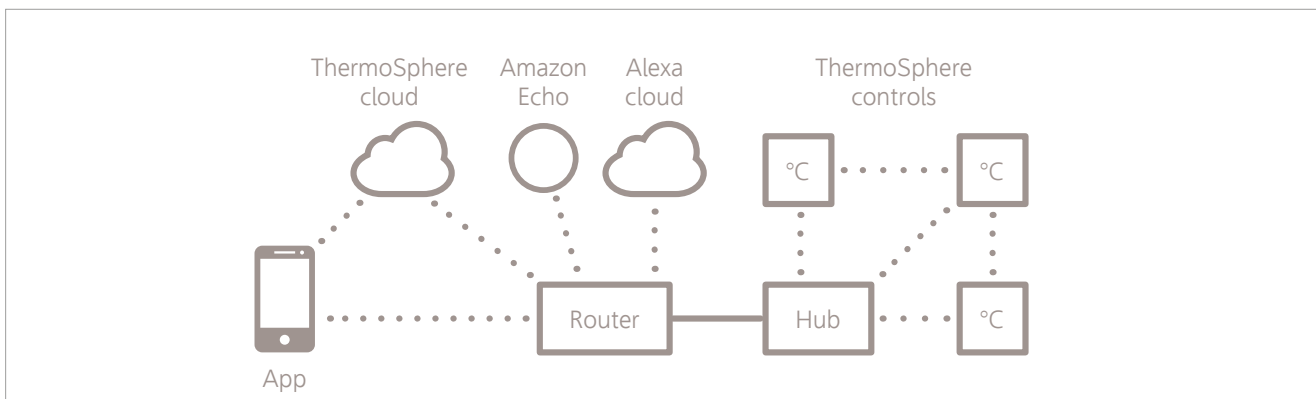 ThermoSphere
cloud
Amazon
Echo
Alexa
cloud
ThermoSphere
controls
°C
°C
Router
Hub
°C
App